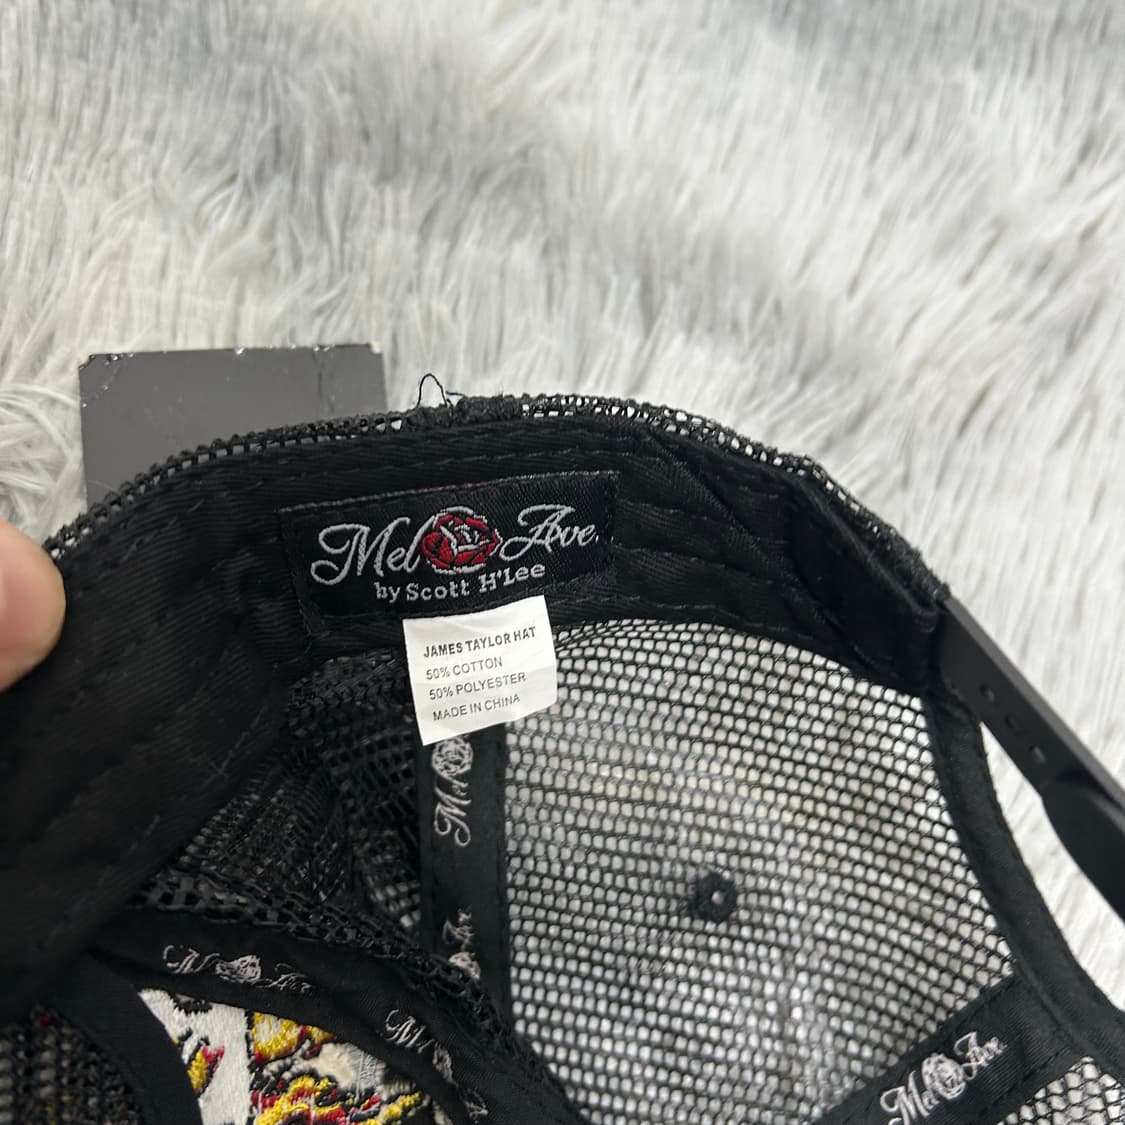 Mel Ave.
by Scott H'Lee
JAMES TAYLOR HAT
50% COTTON
50% POLYESTER
MADE IN CHINA
Mel
Ave
M Ave
M
Mel Ave